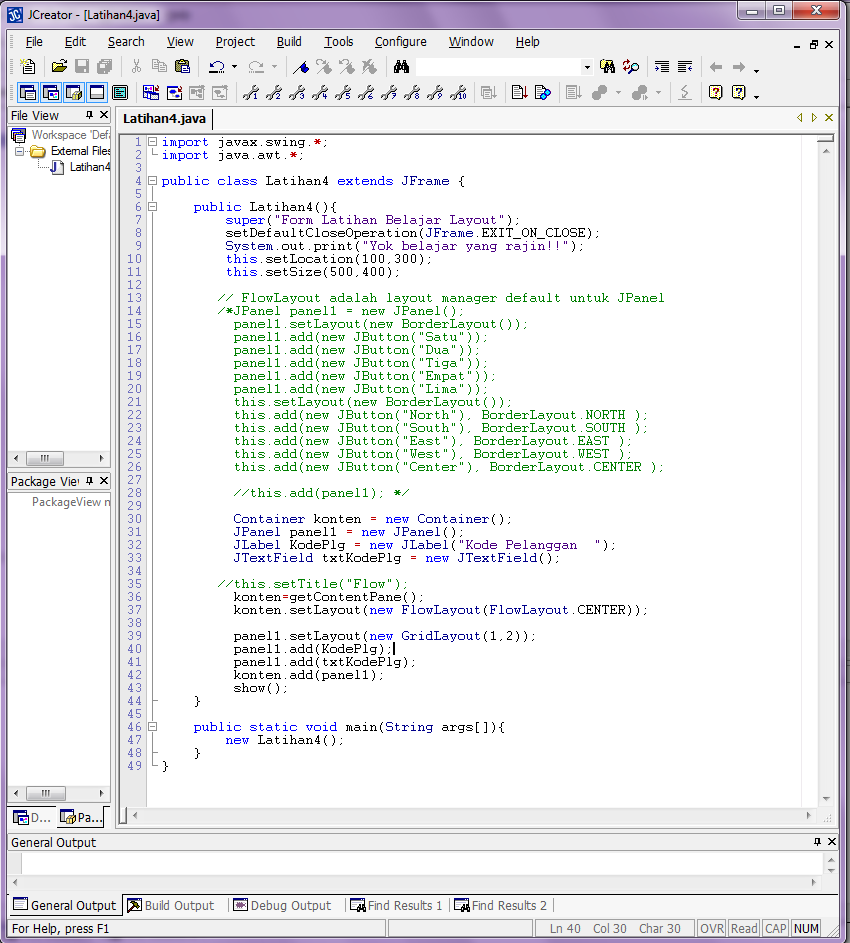 JCreator - [Latihan4.java]
File Edit Search View Project Build Tools Configure Window Help
1 2 3 4 5 6 7 8 9 10
File View
Workspace 'Defa
External Files
Latihan4
Package Viev
PackageView n
D... Pa...
Latihan4.java
1 import javax.swing.*;
2 import java.awt.*;
3
4 public class Latihan4 extends JFrame {
5
6 public Latihan4(){
7 super("Form Latihan Belajar Layout");
8 setDefaultCloseOperation(JFrame.EXIT_ON_CLOSE);
9 System.out.print("Yok belajar yang rajin!!");
10 this.setLocation(100,300);
11 this.setSize(500,400);
12
13 // FlowLayout adalah layout manager default untuk JPanel
14 /*JPanel panel1 = new JPanel();
15 panel1.setLayout(new BorderLayout());
16 panel1.add(new JButton("Satu"));
17 panel1.add(new JButton("Dua"));
18 panel1.add(new JButton("Tiga"));
19 panel1.add(new JButton("Empat"));
20 panel1.add(new JButton("Lima"));
21 this.setLayout(new BorderLayout());
22 this.add(new JButton("North"), BorderLayout.NORTH );
23 this.add(new JButton("South"), BorderLayout.SOUTH );
24 this.add(new JButton("East"), BorderLayout.EAST );
25 this.add(new JButton("West"), BorderLayout.WEST );
26 this.add(new JButton("Center"), BorderLayout.CENTER );
27
28 //this.add(panel1); */
29
30 Container konten = new Container();
31 JPanel panel1 = new JPanel();
32 JLabel KodePlg = new JLabel("Kode Pelanggan  ");
33 JTextField txtKodePlg = new JTextField();
34
35 //this.setTitle("Flow");
36 konten=getContentPane();
37 konten.setLayout(new FlowLayout(FlowLayout.CENTER));
38
39 panel1.setLayout(new GridLayout(1,2));
40 panel1.add(KodePlg);
41 panel1.add(txtKodePlg);
42 konten.add(panel1);
43 show();
44 }
45
46 public static void main(String args[]){
47 new Latihan4();
48 }
49 }
General Output
General Output Build Output Debug Output Find Results 1 Find Results 2
For Help, press F1 Ln 40 Col 30 Char 30 OVR Read CAP NUM